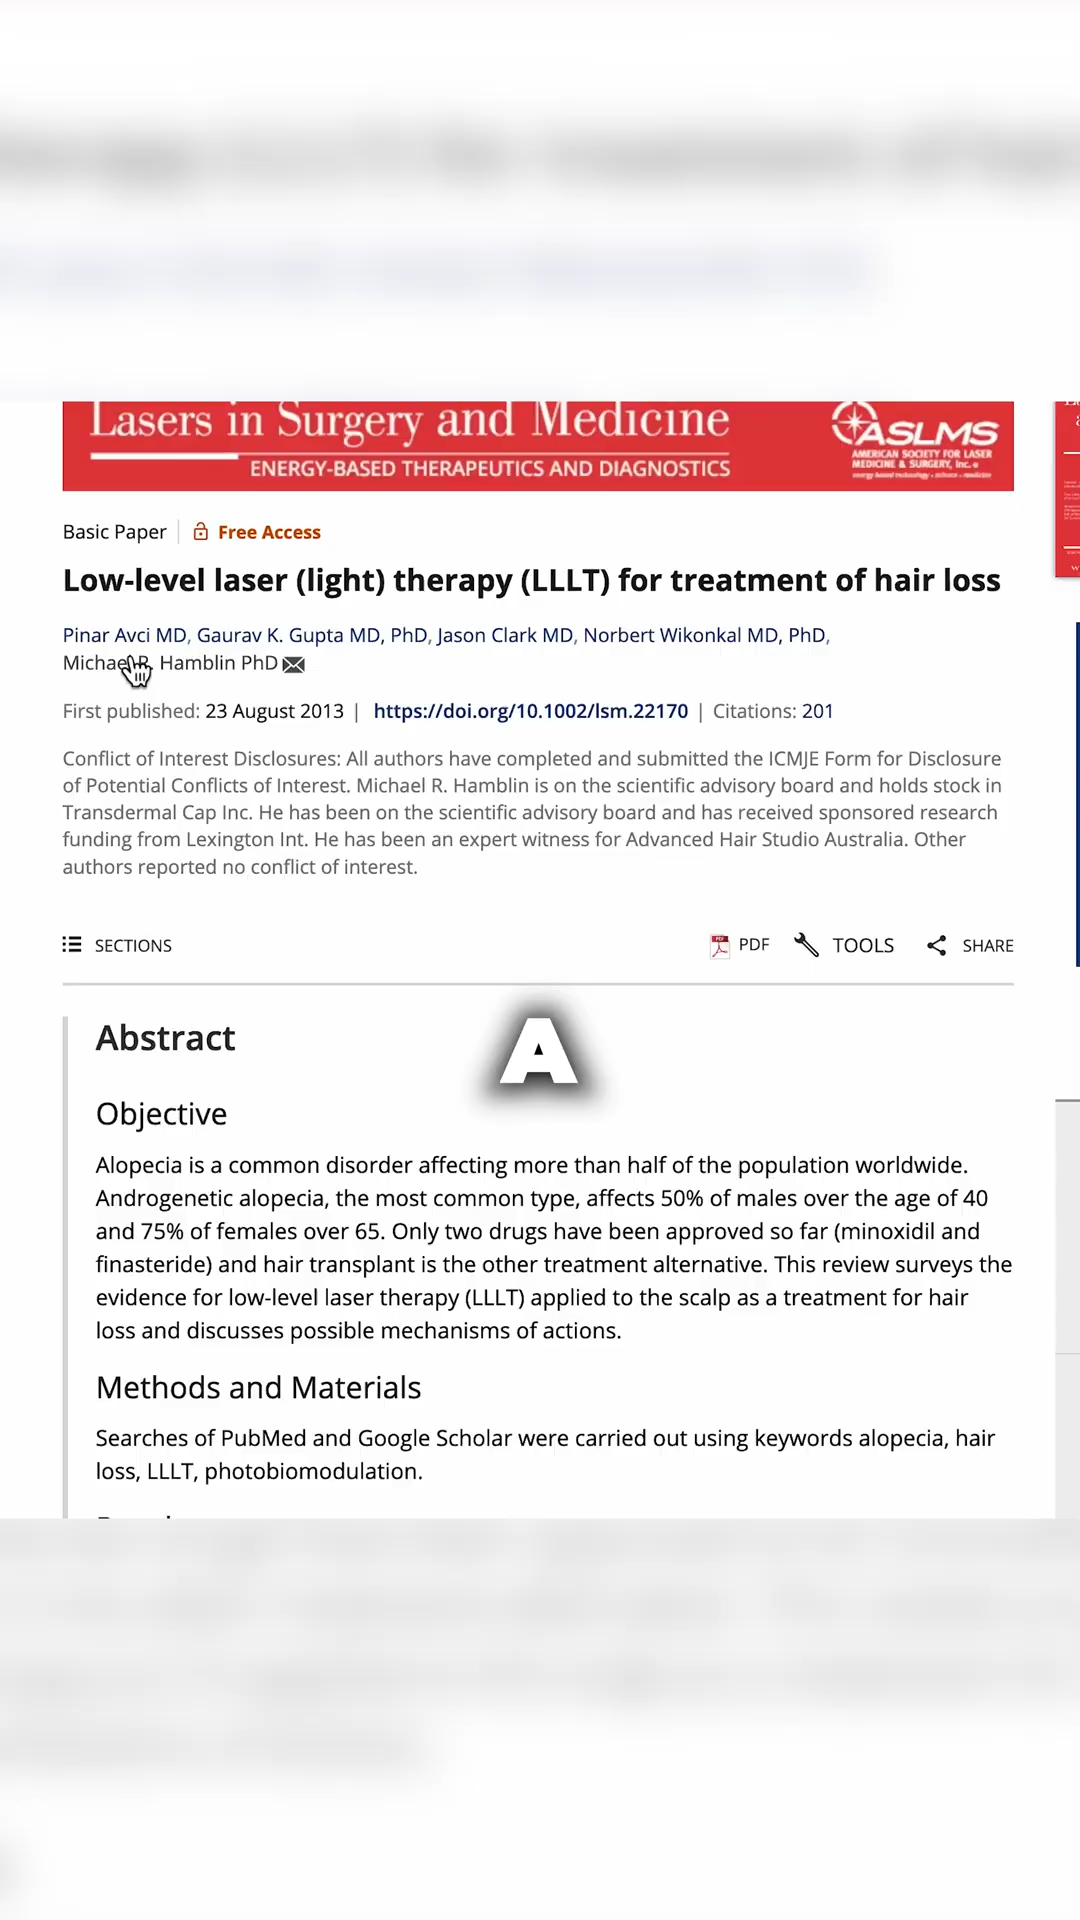 Lasers in Surgery and Medicine
ENERGY-BASED THERAPEUTICS AND DIAGNOSTICS
ASLMS
AMERICAN SOCIETY FOR LASER
MEDICINE & SURGERY, Inc.®
Basic Paper | Free Access
Low-level laser (light) therapy (LLLT) for treatment of hair loss
Pinar Avci MD, Gaurav K. Gupta MD, PhD, Jason Clark MD, Norbert Wikonkal MD, PhD,
Michael R. Hamblin PhD
First published: 23 August 2013 | https://doi.org/10.1002/lsm.22170 | Citations: 201
Conflict of Interest Disclosures: All authors have completed and submitted the ICMJE Form for Disclosure
of Potential Conflicts of Interest. Michael R. Hamblin is on the scientific advisory board and holds stock in
Transdermal Cap Inc. He has been on the scientific advisory board and has received sponsored research
funding from Lexington Int. He has been an expert witness for Advanced Hair Studio Australia. Other
authors reported no conflict of interest.
SECTIONS PDF TOOLS SHARE
Abstract
A
Objective
Alopecia is a common disorder affecting more than half of the population worldwide.
Androgenetic alopecia, the most common type, affects 50% of males over the age of 40
and 75% of females over 65. Only two drugs have been approved so far (minoxidil and
finasteride) and hair transplant is the other treatment alternative. This review surveys the
evidence for low-level laser therapy (LLLT) applied to the scalp as a treatment for hair
loss and discusses possible mechanisms of actions.
Methods and Materials
Searches of PubMed and Google Scholar were carried out using keywords alopecia, hair
loss, LLLT, photobiomodulation.